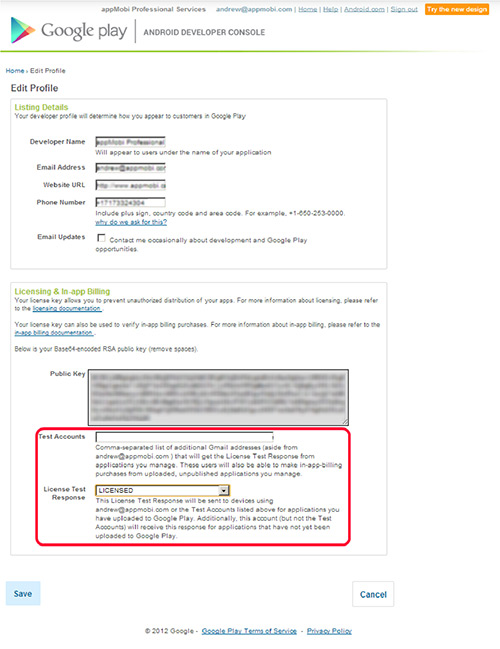 appMobi Professional Services andrew@appmobi.com | Home | Help | Android.com | Sign out Try the new design
Google play ANDROID DEVELOPER CONSOLE
Home › Edit Profile
Edit Profile
Listing Details
Your developer profile will determine how you appear to customers in Google Play
Developer Name appMobi Professional
Will appear to users under the name of your application
Email Address andrew@appmobi.c
Website URL http://www.appmobi.c
Phone Number
Include plus sign, country code and area code. For example, +1-650-253-0000.
why do we ask for this?
Email Updates Contact me occasionally about development and Google Play
opportunities.
Licensing & In-app Billing
Your license key allows you to prevent unauthorized distribution of your apps. For more information about licensing, please refer
to the licensing documentation .
Your license key can also be used to verify in-app billing purchases. For more information about in-app billing, please refer to the
in-app billing documentation .
Below is your Base64-encoded RSA public key (remove spaces).
Public Key
Test Accounts
Comma-separated list of additional Gmail addresses (aside from
andrew@appmobi.com ) that will get the License Test Response from
applications you manage. These users will also be able to make in-app-billing
purchases from uploaded, unpublished applications you manage.
License Test LICENSED
Response
This License Test Response will be sent to devices using
andrew@appmobi.com or the Test Accounts listed above for applications you
have uploaded to Google Play. Additionally, this account (but not the Test
Accounts) will receive this response for applications that have not yet been
uploaded to Google Play.
Save Cancel
© 2012 Google - Google Play Terms of Service - Privacy Policy